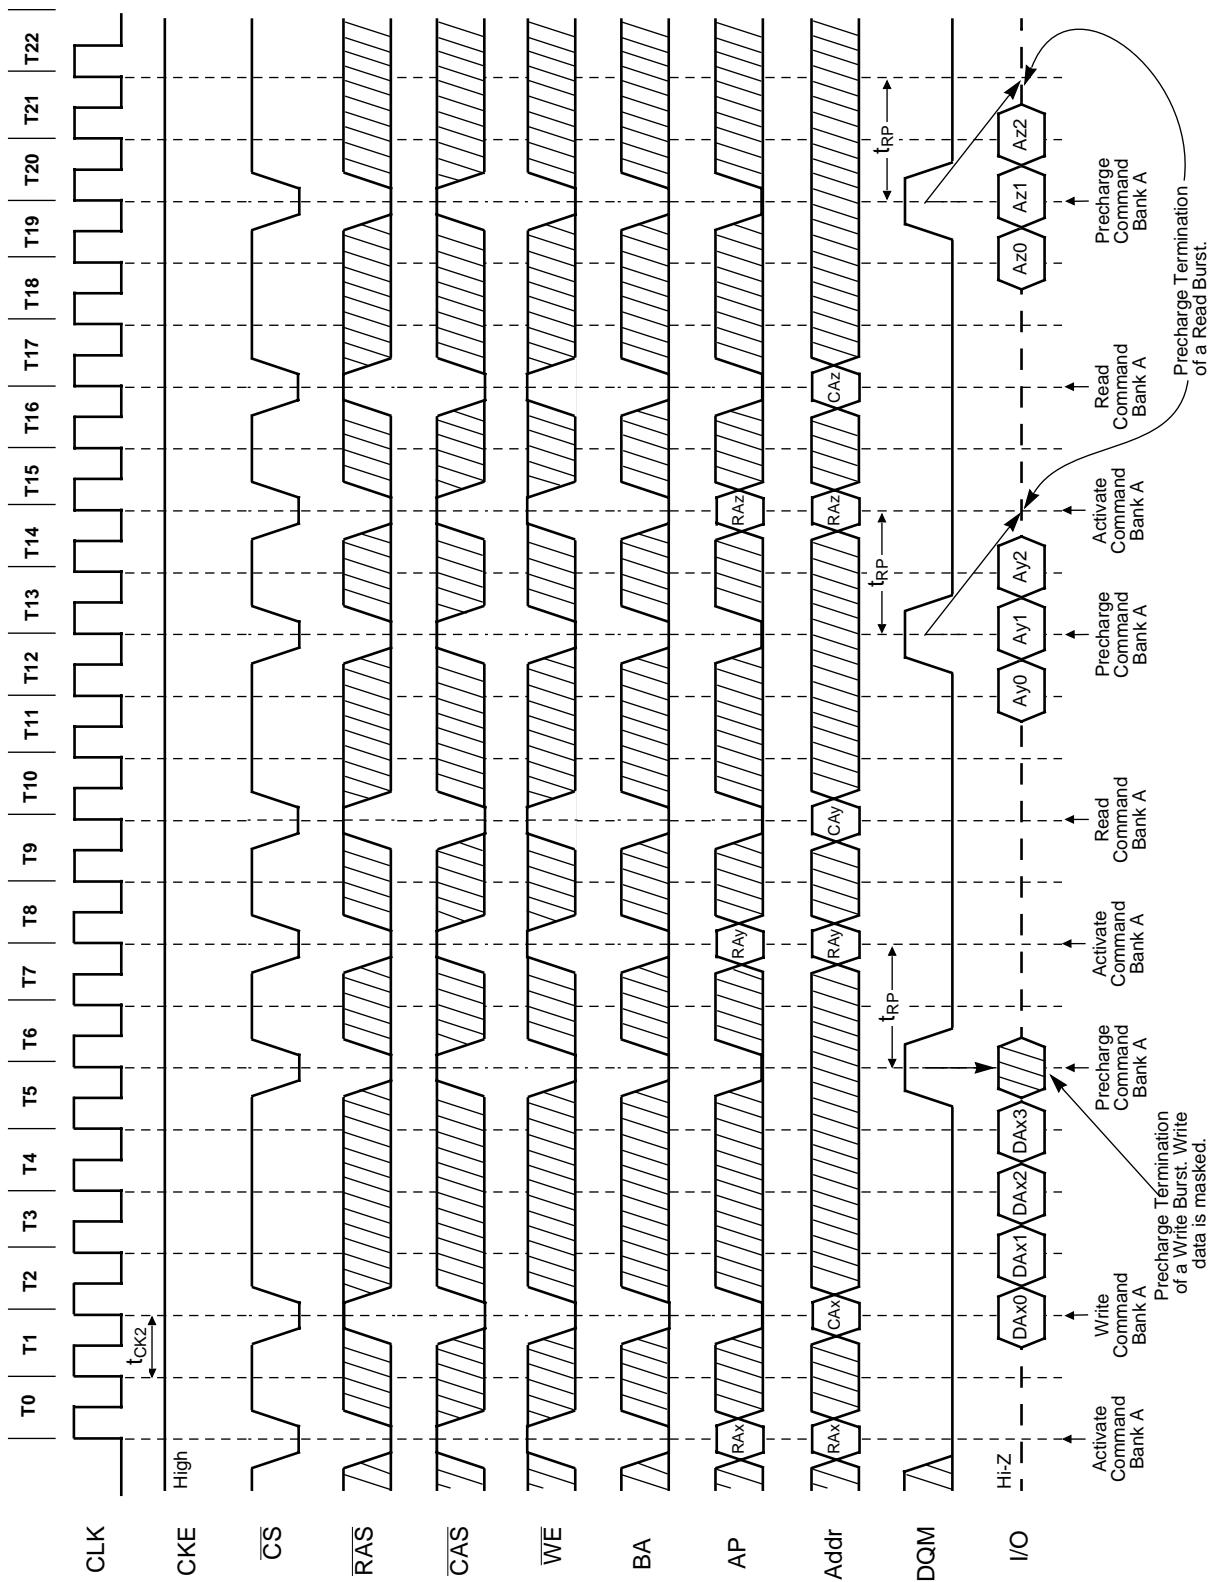 T0 T1 T2 T3 T4 T5 T6 T7 T8 T9 T10 T11 T12 T13 T14 T15 T16 T17 T18 T19 T20 T21 T22
CLK
tCK2
CKE
High
CS
RAS
CAS
WE
BA
AP
RAx RAy RAz
Addr
RAx CAx RAy CAy RAz CAz
tRP tRP tRP
DQM
I/O
Hi-Z
DAx0 DAx1 DAx2 DAx3 Ay0 Ay1 Ay2 Az0 Az1 Az2
Activate
Command
Bank A
Write
Command
Bank A
Precharge
Command
Bank A
Activate
Command
Bank A
Read
Command
Bank A
Precharge
Command
Bank A
Activate
Command
Bank A
Read
Command
Bank A
Precharge
Command
Bank A
Precharge Termination
of a Write Burst. Write
data is masked.
Precharge Termination
of a Read Burst.